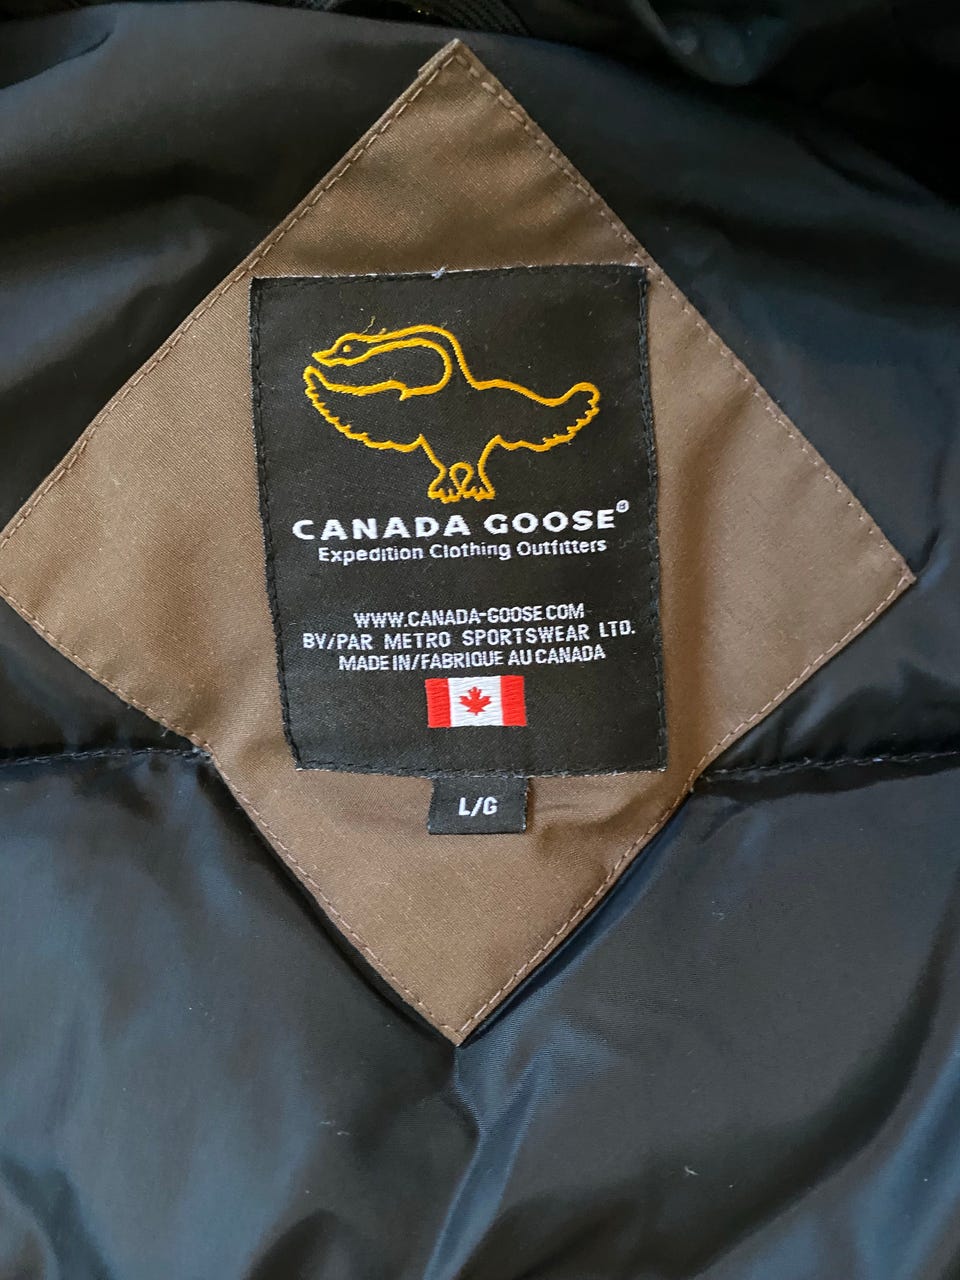 CANADA GOOSE®
Expedition Clothing Outfitters
WWW.CANADA-GOOSE.COM
BY/PAR METRO SPORTSWEAR LTD.
MADE IN/FABRIQUE AU CANADA
L/G